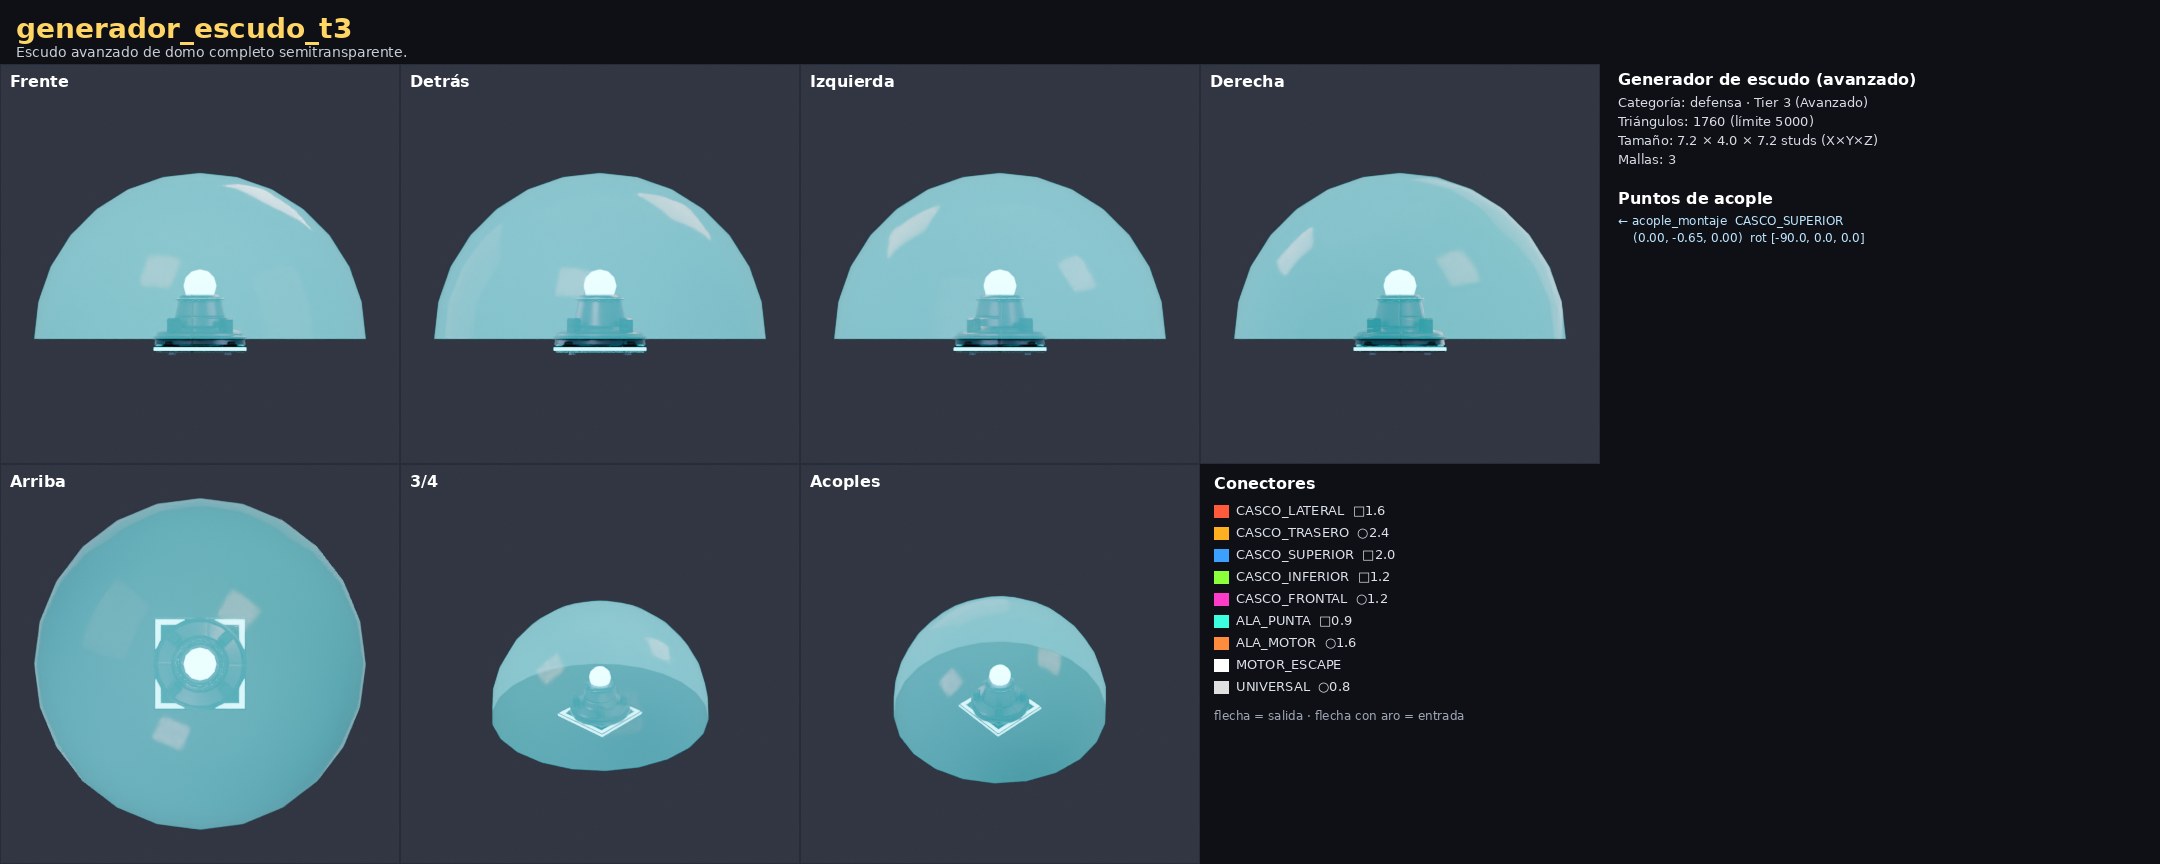 generador_escudo_t3
Escudo avanzado de domo completo semitransparente.
Frente
Detrás
Izquierda
Derecha
Generador de escudo (avanzado)
Categoría: defensa · Tier 3 (Avanzado)
Triángulos: 1760 (límite 5000)
Tamaño: 7.2 × 4.0 × 7.2 studs (X×Y×Z)
Mallas: 3
Puntos de acople
← acople_montaje  CASCO_SUPERIOR
(0.00, -0.65, 0.00)  rot [-90.0, 0.0, 0.0]
Arriba
3/4
Acoples
Conectores
CASCO_LATERAL  □1.6
CASCO_TRASERO  ○2.4
CASCO_SUPERIOR  □2.0
CASCO_INFERIOR  □1.2
CASCO_FRONTAL  ○1.2
ALA_PUNTA  □0.9
ALA_MOTOR  ○1.6
MOTOR_ESCAPE
UNIVERSAL  ○0.8
flecha = salida · flecha con aro = entrada